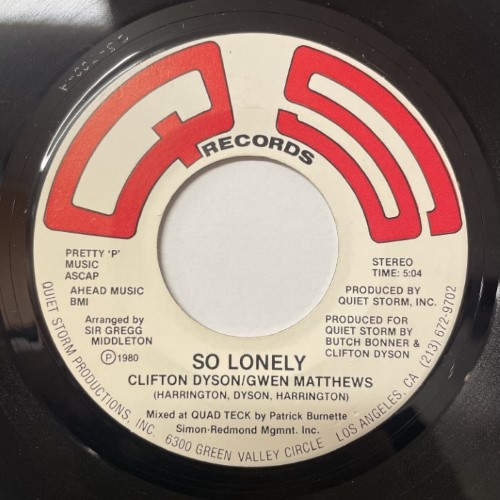 QS
RECORDS
PRETTY 'P'
MUSIC
ASCAP
AHEAD MUSIC
BMI
Arranged by
SIR GREGG
MIDDLETON
Ⓟ1980
STEREO
TIME: 5:04
PRODUCED BY
QUIET STORM, INC.
PRODUCED FOR
QUIET STORM BY
BUTCH BONNER &
CLIFTON DYSON
SO LONELY
CLIFTON DYSON/GWEN MATTHEWS
(HARRINGTON, DYSON, HARRINGTON)
Mixed at QUAD TECK by Patrick Burnette
Simon-Redmond Mgmnt. Inc.
QUIET STORM PRODUCTIONS, INC. 6300 GREEN VALLEY CIRCLE LOS ANGELES, CA (213) 672-9702